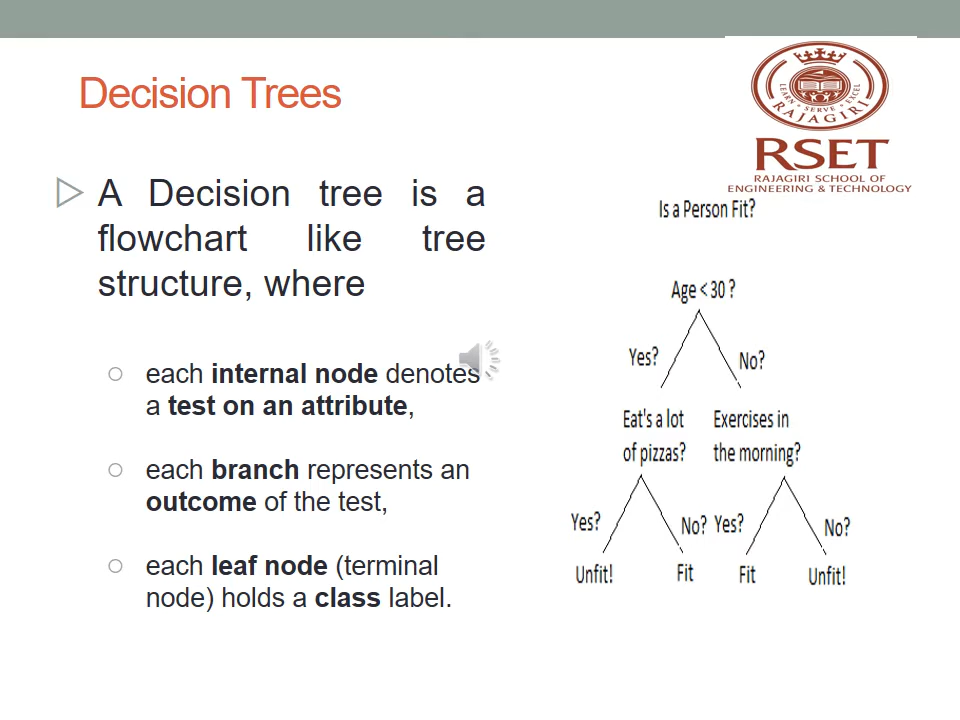 Decision Trees
LEARN • SERVE • EXCEL
RAJAGIRI
RSET
RAJAGIRI SCHOOL OF
ENGINEERING & TECHNOLOGY
A Decision tree is a
flowchart like tree
structure, where
each internal node denotes
a test on an attribute,
each branch represents an
outcome of the test,
each leaf node (terminal
node) holds a class label.
Is a Person Fit?
Age < 30 ?
Yes?
No?
Eat's a lot
of pizzas?
Exercises in
the morning?
Yes?
No?
Yes?
No?
Unfit!
Fit
Fit
Unfit!